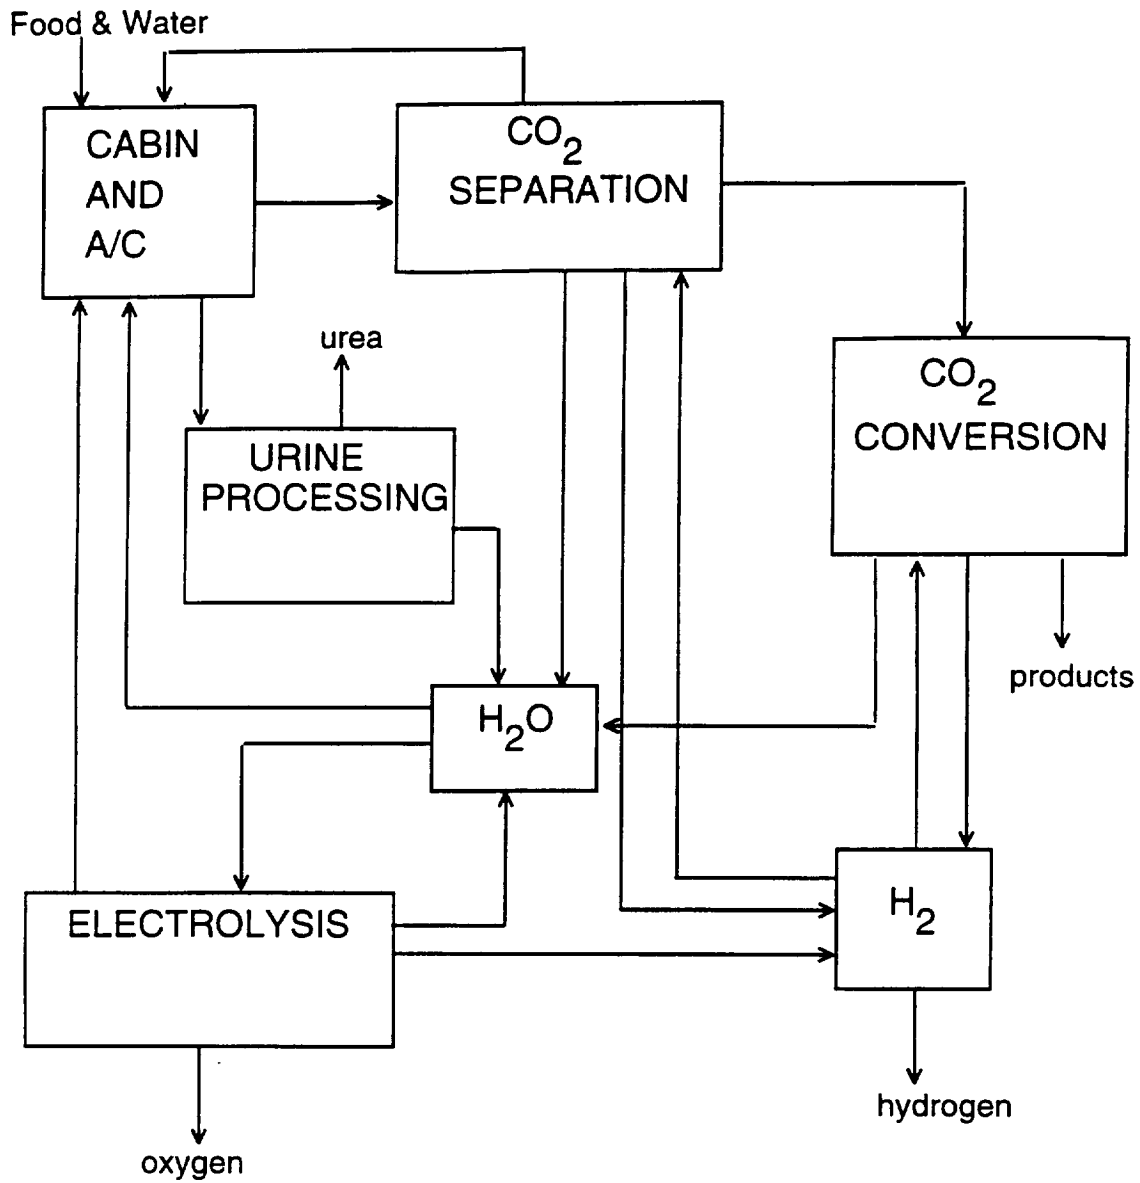 Food & Water
CABIN
AND
A/C
CO2
SEPARATION
urea
CO2
CONVERSION
URINE
PROCESSING
products
H2O
H2
ELECTROLYSIS
hydrogen
oxygen